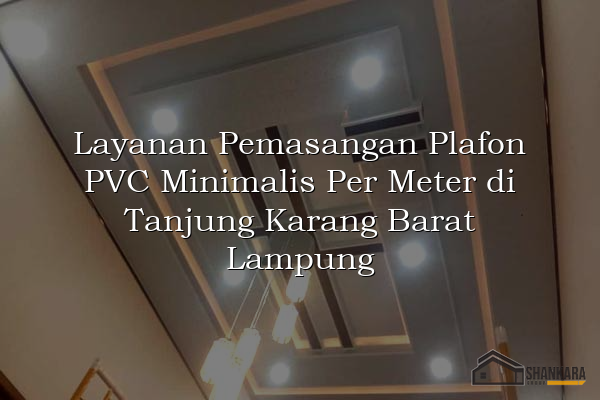 Layanan Pemasangan Plafon
PVC Minimalis Per Meter di
Tanjung Karang Barat
Lampung
SHANKARA